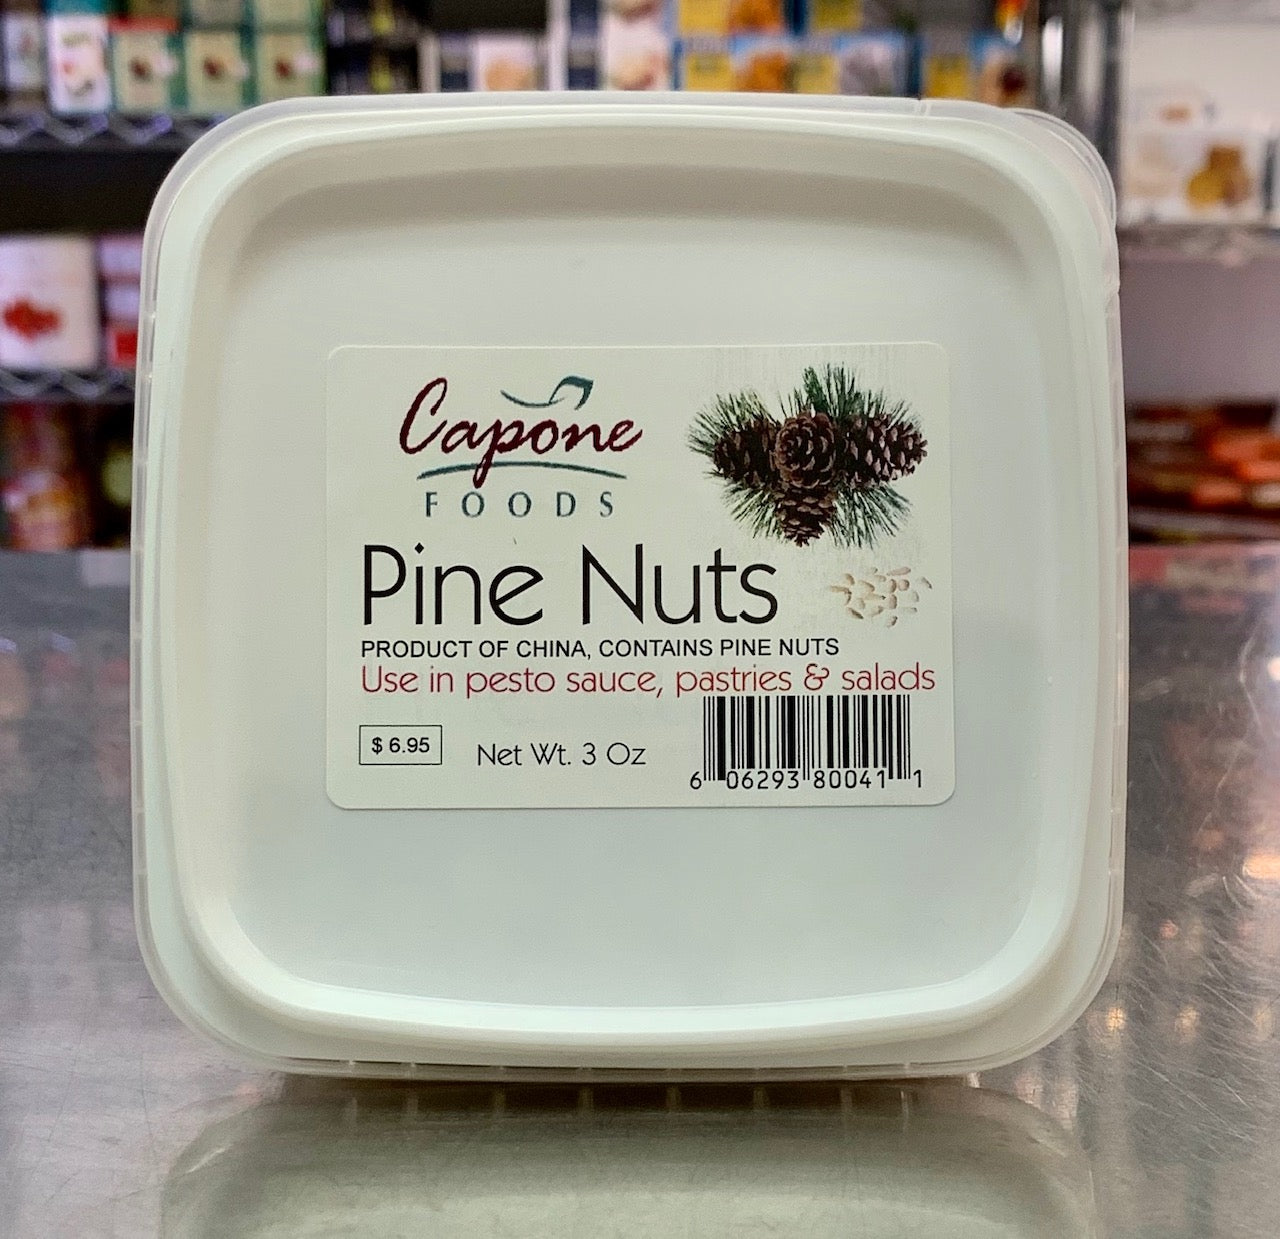 Capone
FOODS
Pine Nuts
PRODUCT OF CHINA, CONTAINS PINE NUTS
Use in pesto sauce, pastries & salads
$ 6.95
Net Wt. 3 Oz
6 06293 80041 1